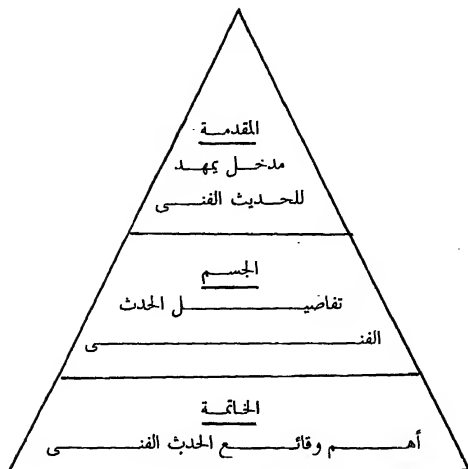 المقدمة
مدخل يمهد
للحديث الفنى
الجسم
تفاصيل الحدث
الفنى
الخاتمة
أهم وقائع الحدث الفنى